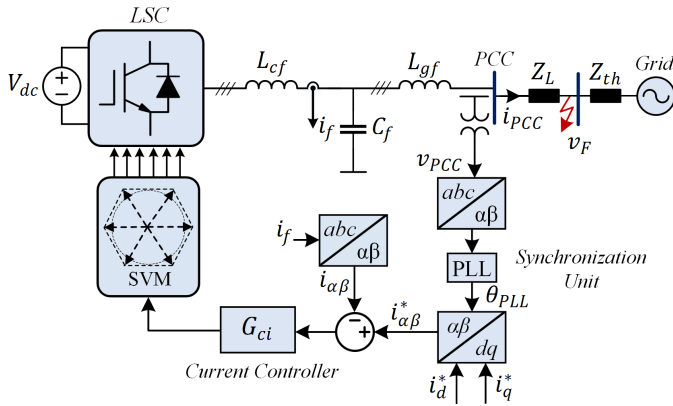 LSC
V_dc
L_cf
L_gf
PCC
Z_L
Z_th
Grid
i_f
C_f
i_PCC
v_F
v_PCC
abc
αβ
SVM
i_f
abc
αβ
i_αβ
PLL
Synchronization
Unit
θ_PLL
G_ci
i*_αβ
αβ
dq
Current Controller
i*_d
i*_q